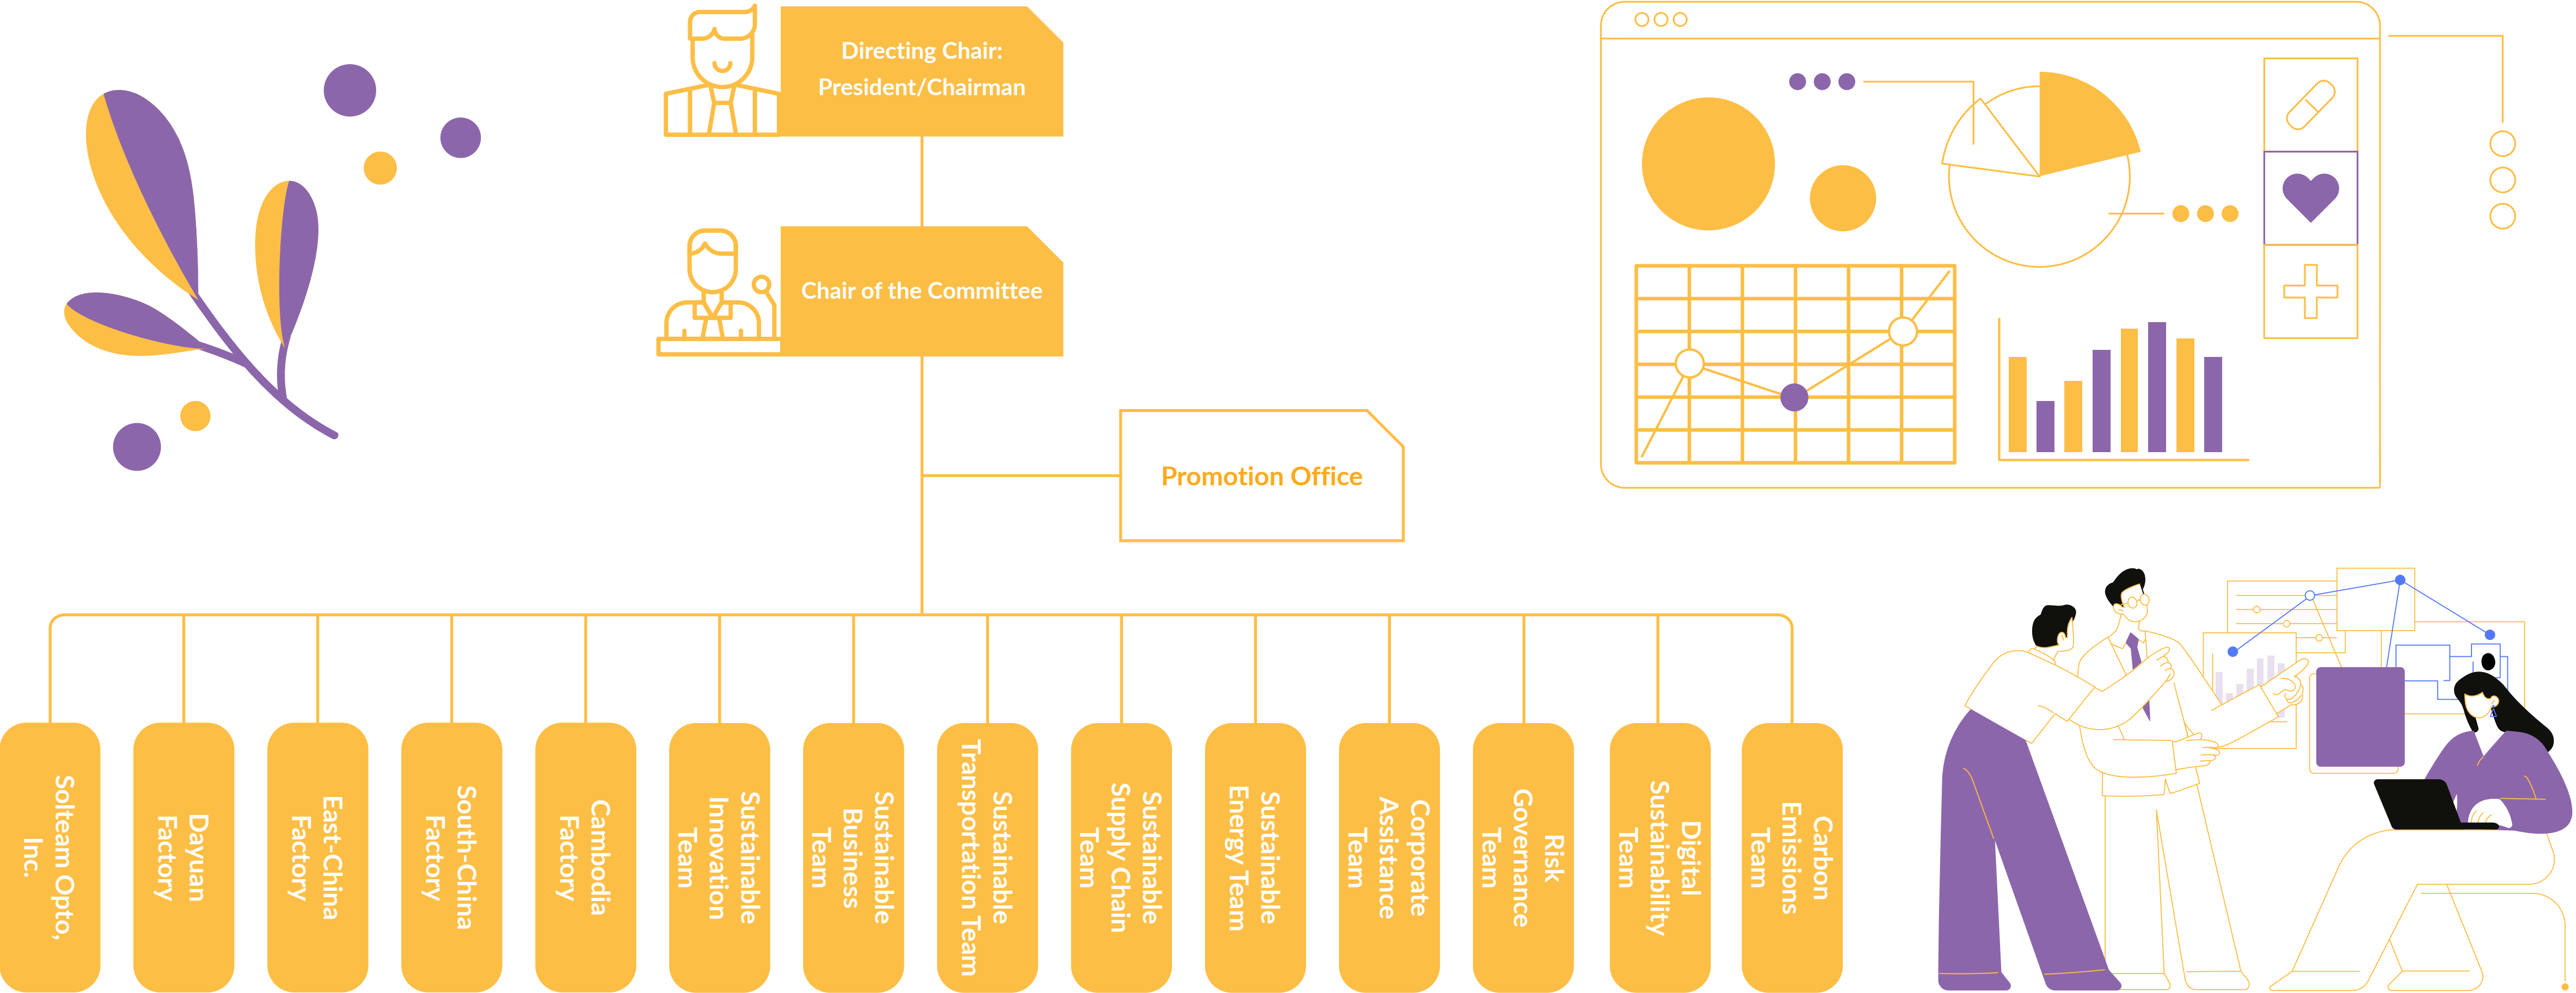 Directing Chair:
President/Chairman
Chair of the Committee
Promotion Office
Solteam Opto,
Inc.
Dayuan
Factory
East-China
Factory
South-China
Factory
Cambodia
Factory
Sustainable
Innovation
Team
Sustainable
Business
Team
Sustainable
Transportation Team
Sustainable
Supply Chain
Team
Sustainable
Energy Team
Corporate
Assistance
Team
Risk
Governance
Team
Digital
Sustainability
Team
Carbon
Emissions
Team